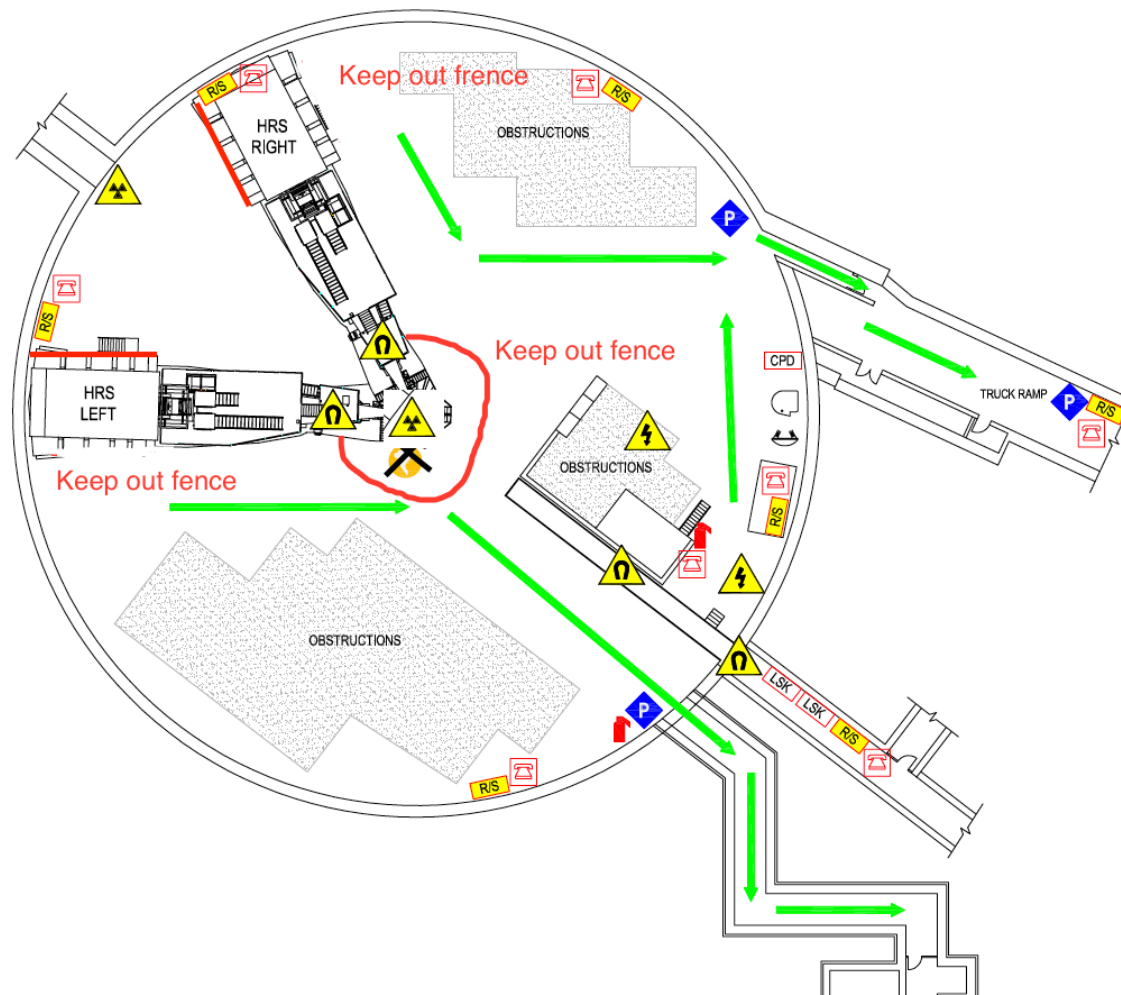 Keep out frence
R/S
R/S
HRS
RIGHT
OBSTRUCTIONS
P
R/S
Keep out fence
CPD
HRS
LEFT
TRUCK RAMP
P
R/S
Keep out fence
OBSTRUCTIONS
R/S
OBSTRUCTIONS
LSK
LSK
P
R/S
R/S